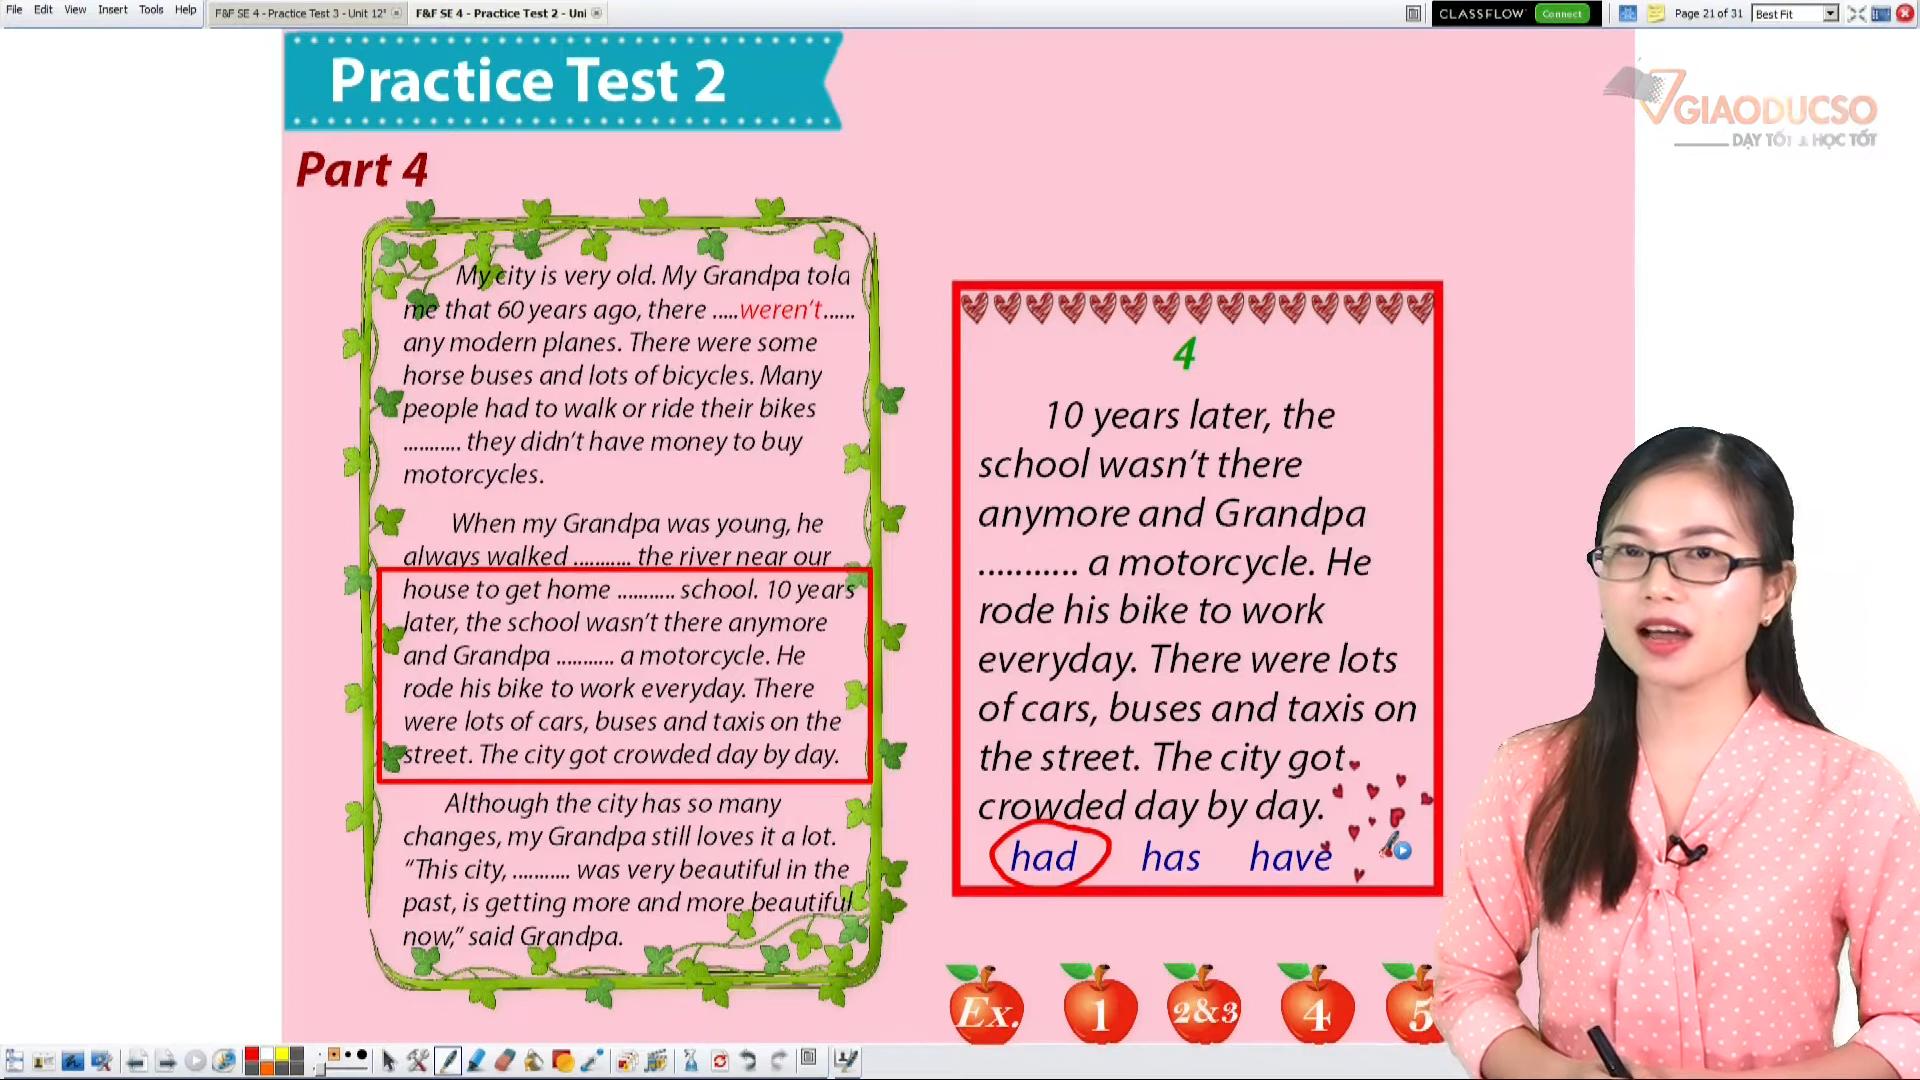 File Edit View Insert Tools Help
F&F SE 4 - Practice Test 3 - Unit 12*
F&F SE 4 - Practice Test 2 - Uni
CLASSFLOW Connect
Page 21 of 31
Best Fit
GIAODUCSO
DẠY TỐT & HỌC TỐT
Practice Test 2
Part 4
My city is very old. My Grandpa told
me that 60 years ago, there .....weren't......
any modern planes. There were some
horse buses and lots of bicycles. Many
people had to walk or ride their bikes
........... they didn't have money to buy
motorcycles.
When my Grandpa was young, he
always walked ........... the river near our
house to get home ........... school. 10 years
later, the school wasn't there anymore
and Grandpa ........... a motorcycle. He
rode his bike to work everyday. There
were lots of cars, buses and taxis on the
street. The city got crowded day by day.
Although the city has so many
changes, my Grandpa still loves it a lot.
"This city, ........... was very beautiful in the
past, is getting more and more beautiful
now," said Grandpa.
4
10 years later, the
school wasn't there
anymore and Grandpa
........... a motorcycle. He
rode his bike to work
everyday. There were lots
of cars, buses and taxis on
the street. The city got
crowded day by day.
had has have
Ex. 1 2&3 4 5